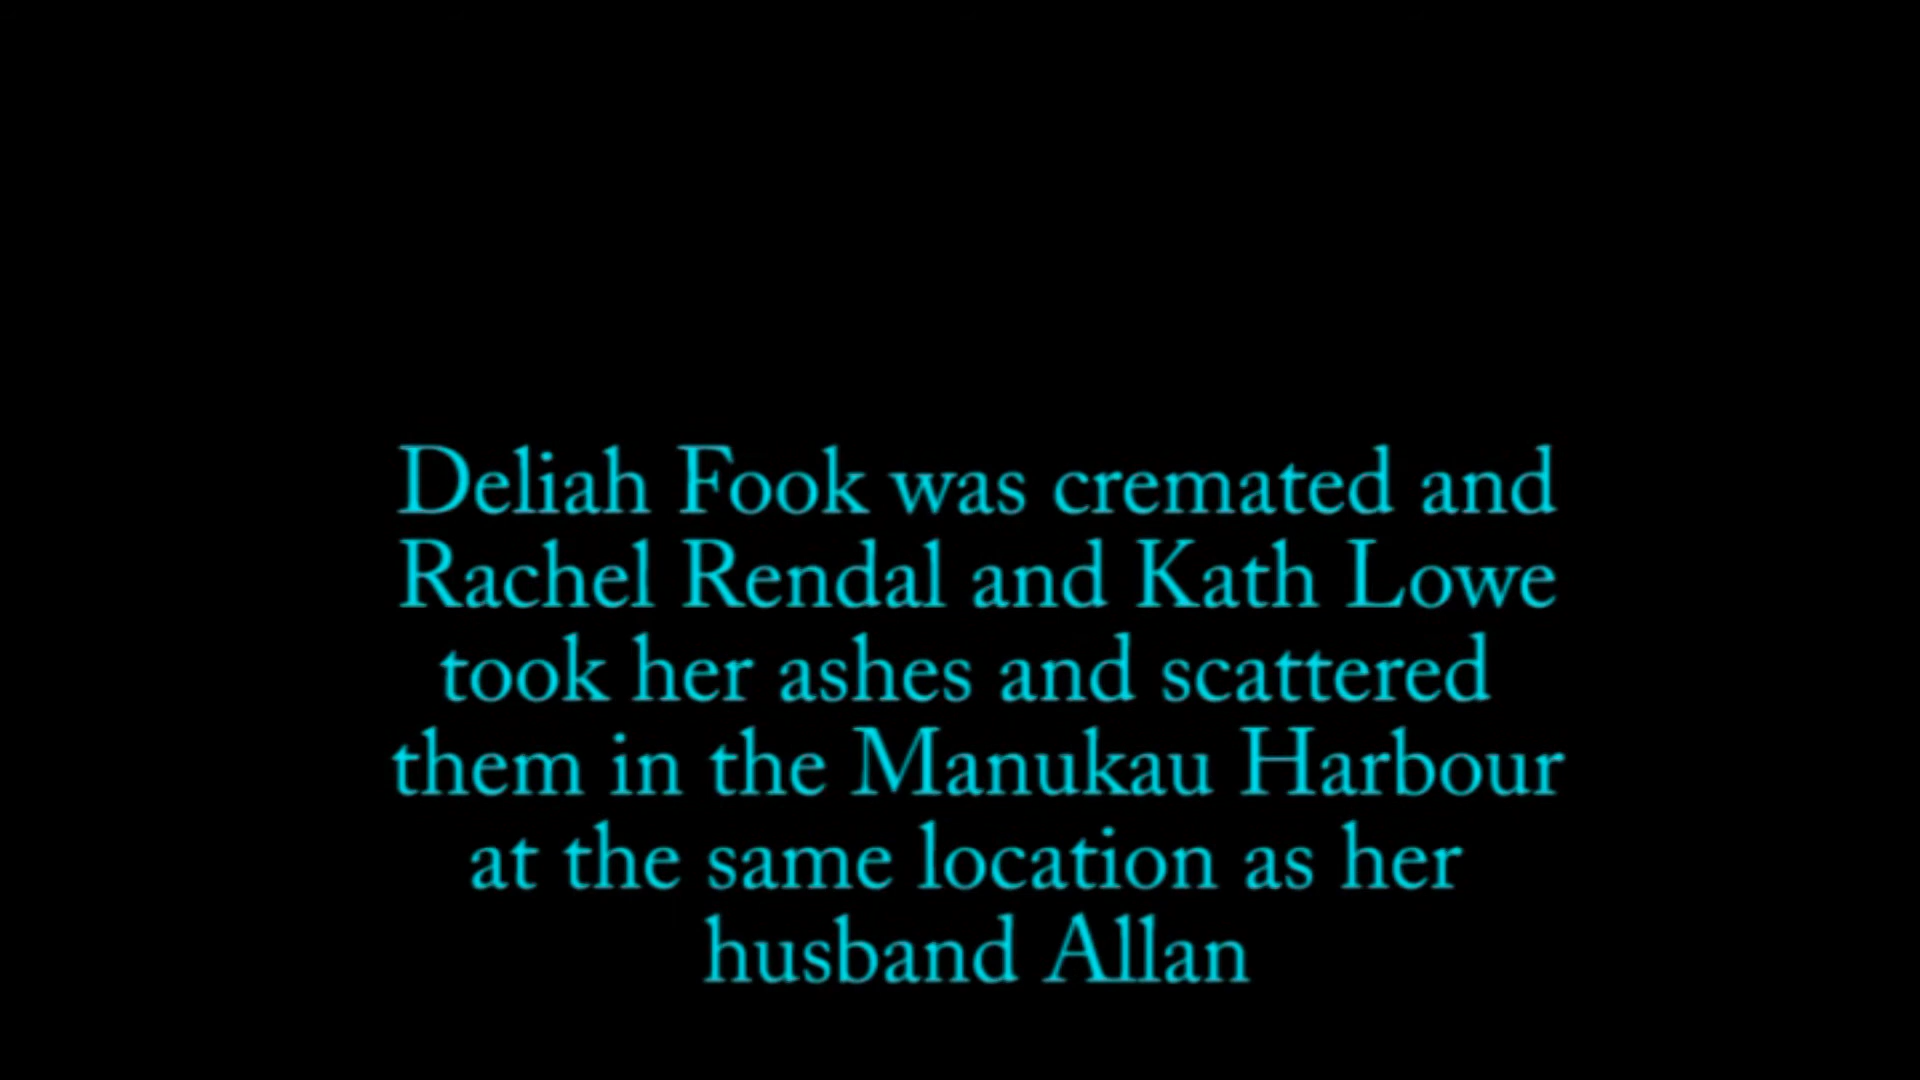 Deliah Fook was cremated and
Rachel Rendal and Kath Lowe
took her ashes and scattered
them in the Manukau Harbour
at the same location as her
husband Allan